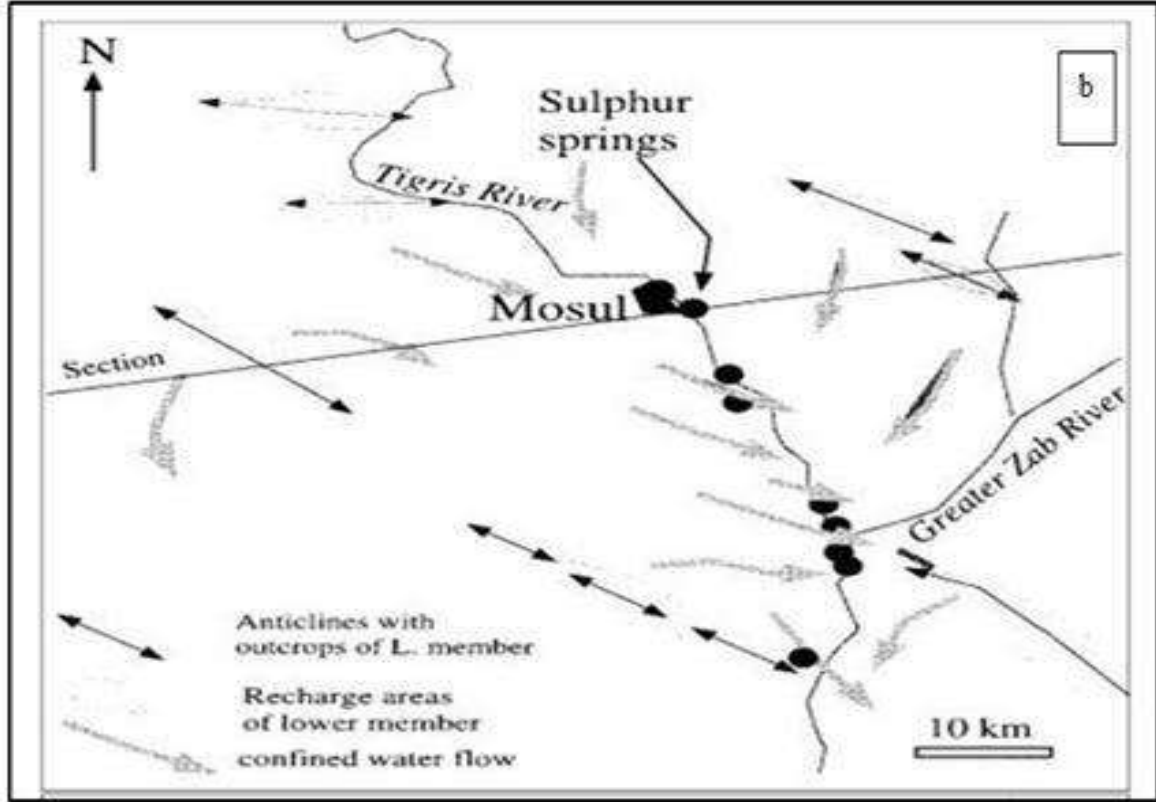 N
b
Sulphur
springs
Tigris River
Mosul
Section
Greater Zab River
Anticlines with
outcrops of L. member
Recharge areas
of lower member
confined water flow
10 km